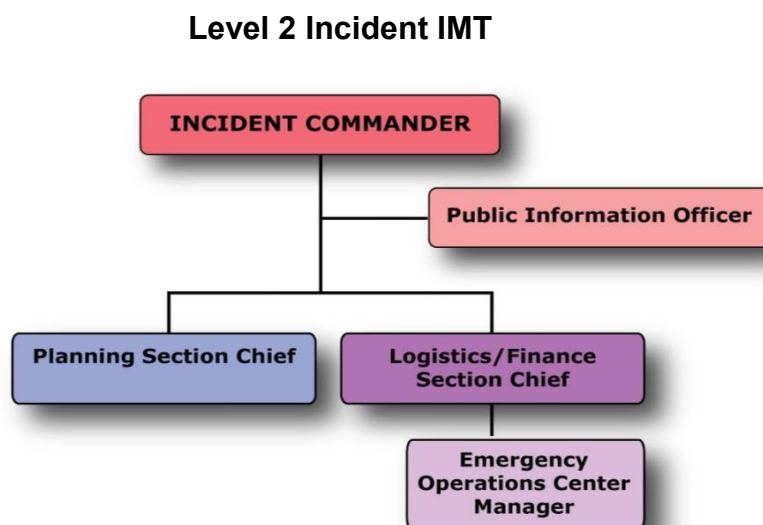 Level 2 Incident IMT
INCIDENT COMMANDER
Public Information Officer
Planning Section Chief
Logistics/Finance
Section Chief
Emergency
Operations Center
Manager